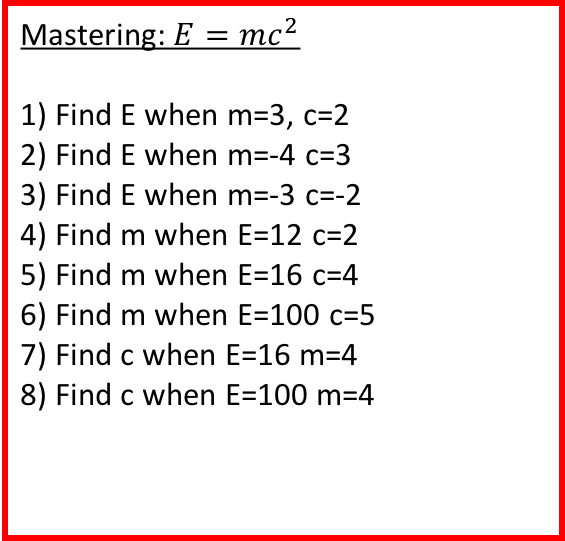 Mastering: E = mc²
1) Find E when m=3, c=2
2) Find E when m=-4 c=3
3) Find E when m=-3 c=-2
4) Find m when E=12 c=2
5) Find m when E=16 c=4
6) Find m when E=100 c=5
7) Find c when E=16 m=4
8) Find c when E=100 m=4